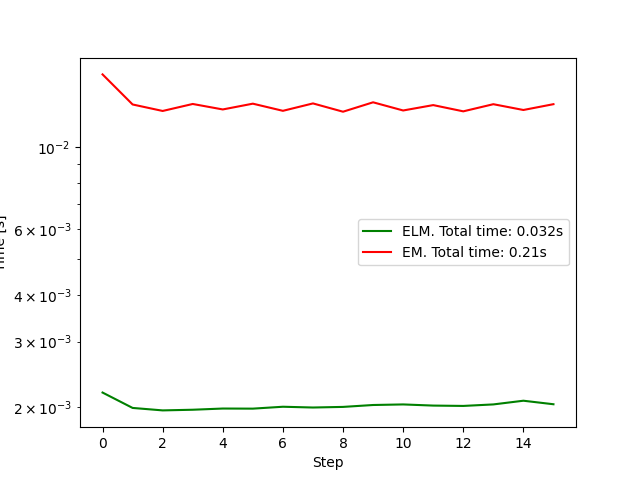 10⁻²
6 × 10⁻³
4 × 10⁻³
3 × 10⁻³
2 × 10⁻³
ELM. Total time: 0.032s
EM. Total time: 0.21s
0 2 4 6 8 10 12 14
Step